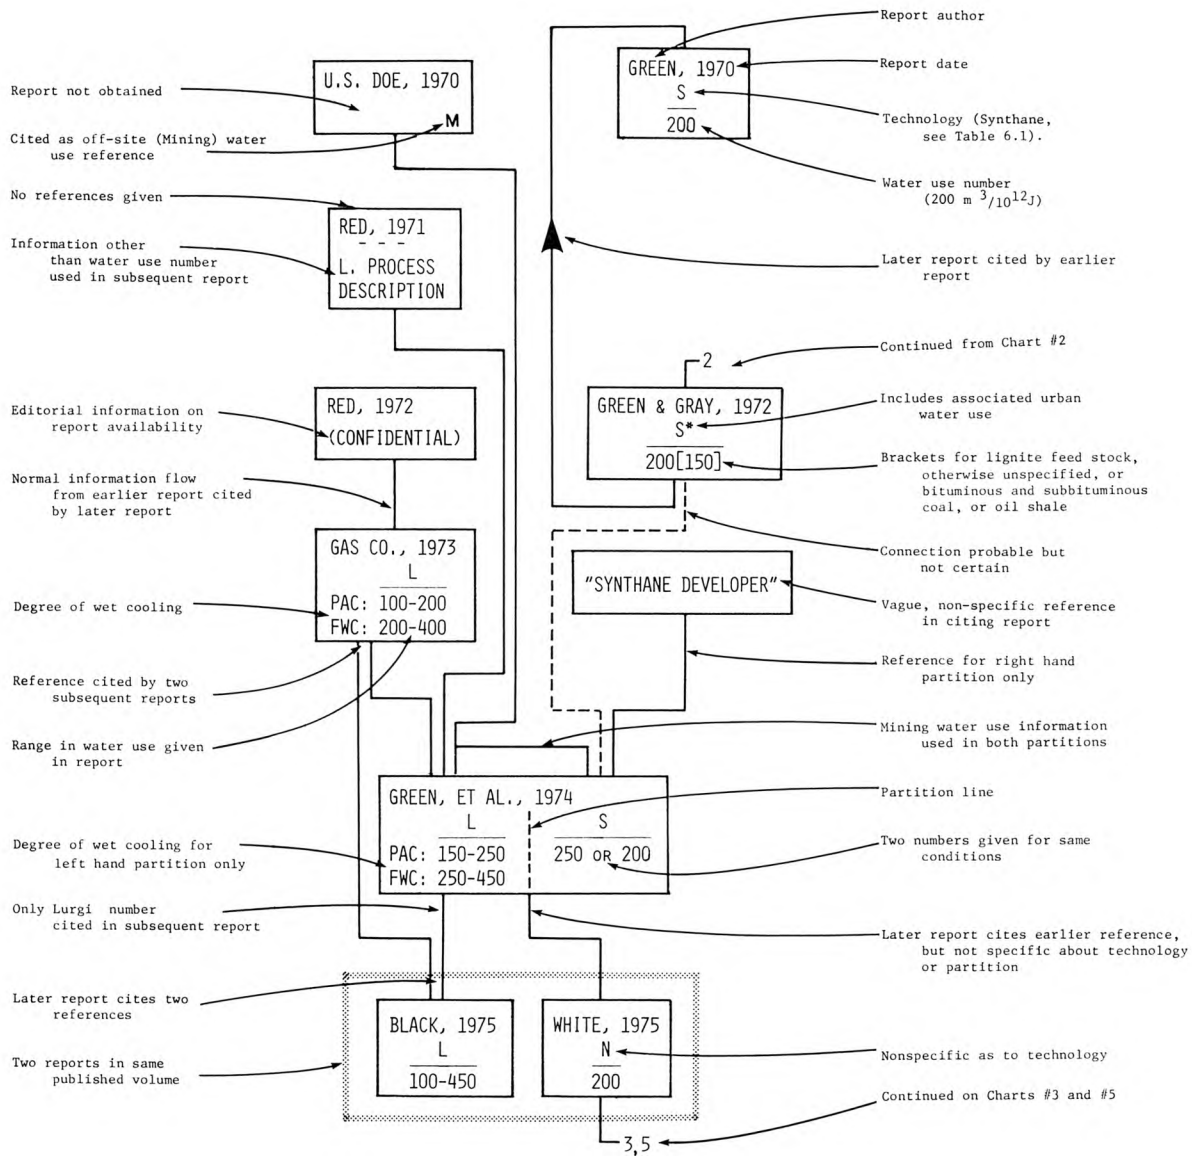 Report not obtained
Cited as off-site (Mining) water
use reference
No references given
Information other
than water use number
used in subsequent report
Editorial information on
report availability
Normal information flow
from earlier report cited
by later report
Degree of wet cooling
Reference cited by two
subsequent reports
Range in water use given
in report
Degree of wet cooling for
left hand partition only
Only Lurgi number
cited in subsequent report
Later report cites two
references
Two reports in same
published volume
U.S. DOE, 1970
M
RED, 1971
- - -
L. PROCESS
DESCRIPTION
RED, 1972
(CONFIDENTIAL)
GAS CO., 1973
L
PAC: 100-200
FWC: 200-400
GREEN, 1970
S
200
2
GREEN & GRAY, 1972
S*
200[150]
"SYNTHANE DEVELOPER"
GREEN, ET AL., 1974
L S
PAC: 150-250 250 OR 200
FWC: 250-450
BLACK, 1975
L
100-450
WHITE, 1975
N
200
3,5
Report author
Report date
Technology (Synthane,
see Table 6.1).
Water use number
(200 m 3/10^12J)
Later report cited by earlier
report
Continued from Chart #2
Includes associated urban
water use
Brackets for lignite feed stock,
otherwise unspecified, or
bituminous and subbituminous
coal, or oil shale
Connection probable but
not certain
Vague, non-specific reference
in citing report
Reference for right hand
partition only
Mining water use information
used in both partitions
Partition line
Two numbers given for same
conditions
Later report cites earlier reference,
but not specific about technology
or partition
Nonspecific as to technology
Continued on Charts #3 and #5